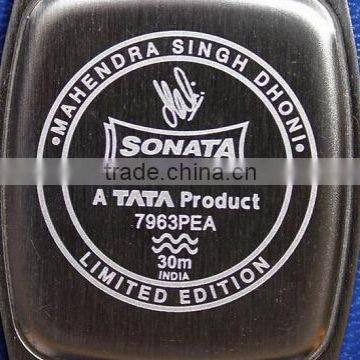 MAHENDRA SINGH DHONI
SONATA
trade.china.cn
A TATA Product
7963PEA
30m
INDIA
LIMITED EDITION